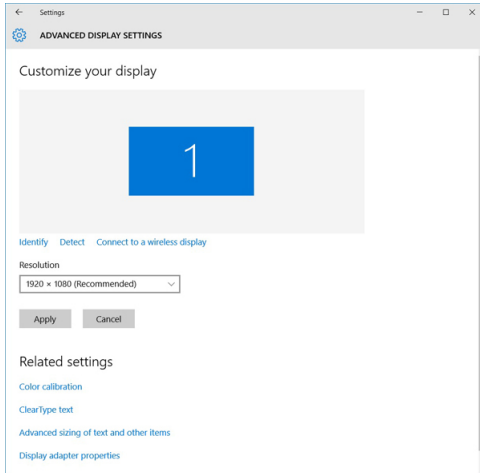 Settings
ADVANCED DISPLAY SETTINGS
Customize your display
1
Identify Detect Connect to a wireless display
Resolution
1920 × 1080 (Recommended)
Apply Cancel
Related settings
Color calibration
ClearType text
Advanced sizing of text and other items
Display adapter properties